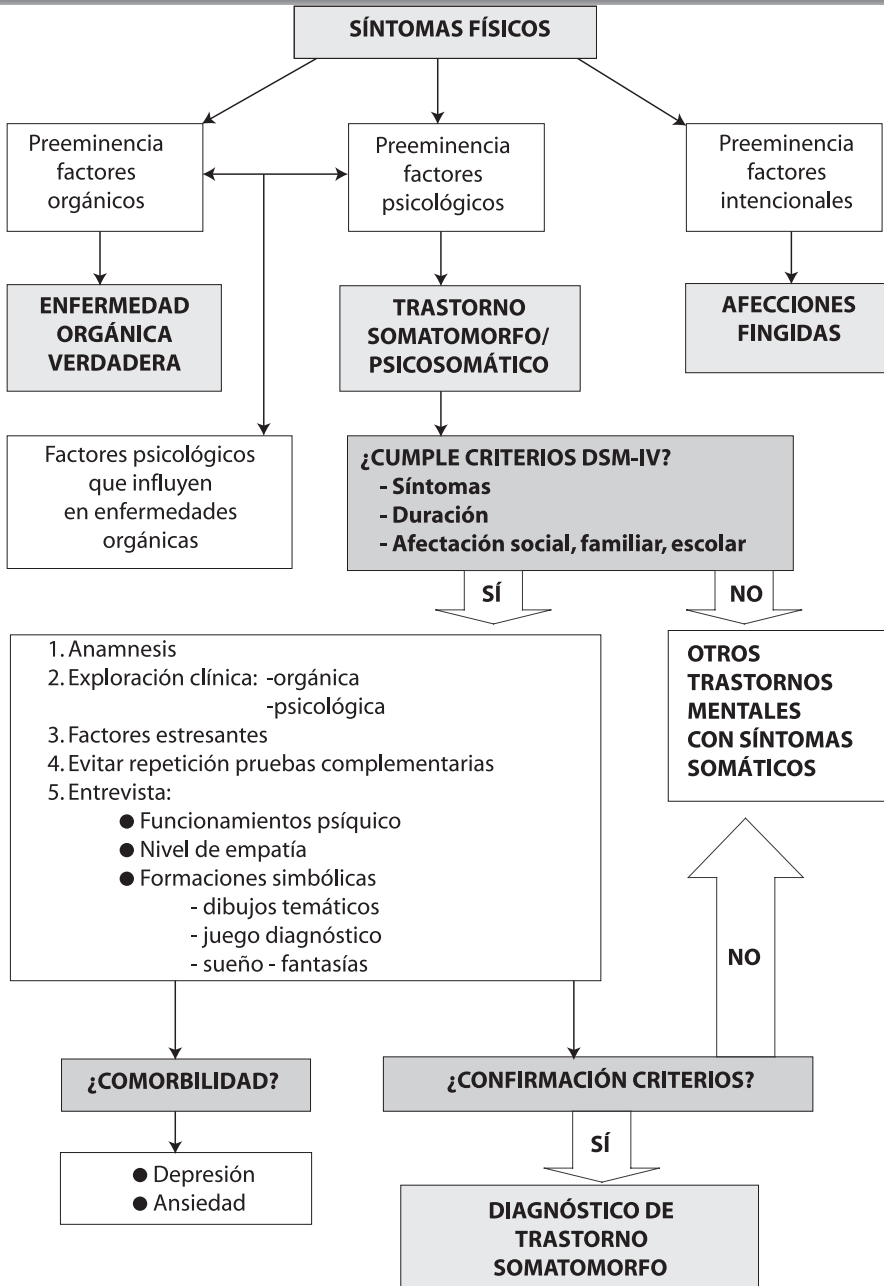 SÍNTOMAS FÍSICOS
Preeminencia
factores
orgánicos
Preeminencia
factores
psicológicos
Preeminencia
factores
intencionales
ENFERMEDAD
ORGÁNICA
VERDADERA
TRASTORNO
SOMATOMORFO/
PSICOSOMÁTICO
AFECCIONES
FINGIDAS
Factores psicológicos
que influyen
en enfermedades
orgánicas
¿CUMPLE CRITERIOS DSM-IV?
- Síntomas
- Duración
- Afectación social, familiar, escolar
SÍ
NO
1. Anamnesis
2. Exploración clínica: -orgánica
-psicológica
3. Factores estresantes
4. Evitar repetición pruebas complementarias
5. Entrevista:
● Funcionamientos psíquico
● Nivel de empatía
● Formaciones simbólicas
- dibujos temáticos
- juego diagnóstico
- sueño - fantasías
OTROS
TRASTORNOS
MENTALES
CON SÍNTOMAS
SOMÁTICOS
NO
¿COMORBILIDAD?
¿CONFIRMACIÓN CRITERIOS?
● Depresión
● Ansiedad
SÍ
DIAGNÓSTICO DE
TRASTORNO
SOMATOMORFO